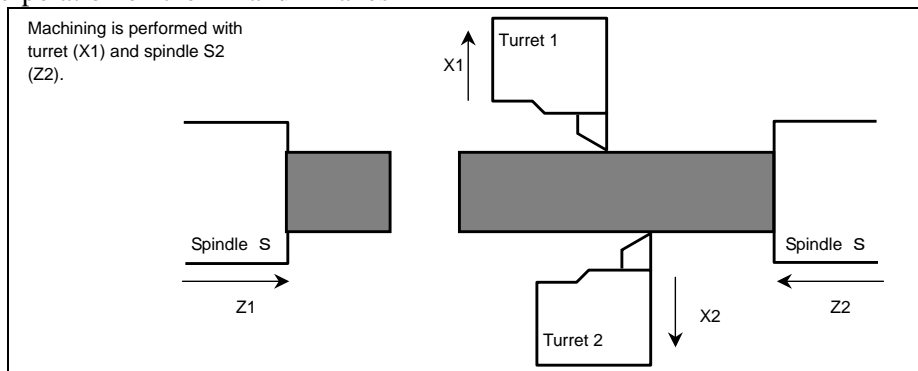 Machining is performed with
turret (X1) and spindle S2
(Z2).
Turret 1
X1
Spindle S
Spindle S
Z1
Z2
X2
Turret 2